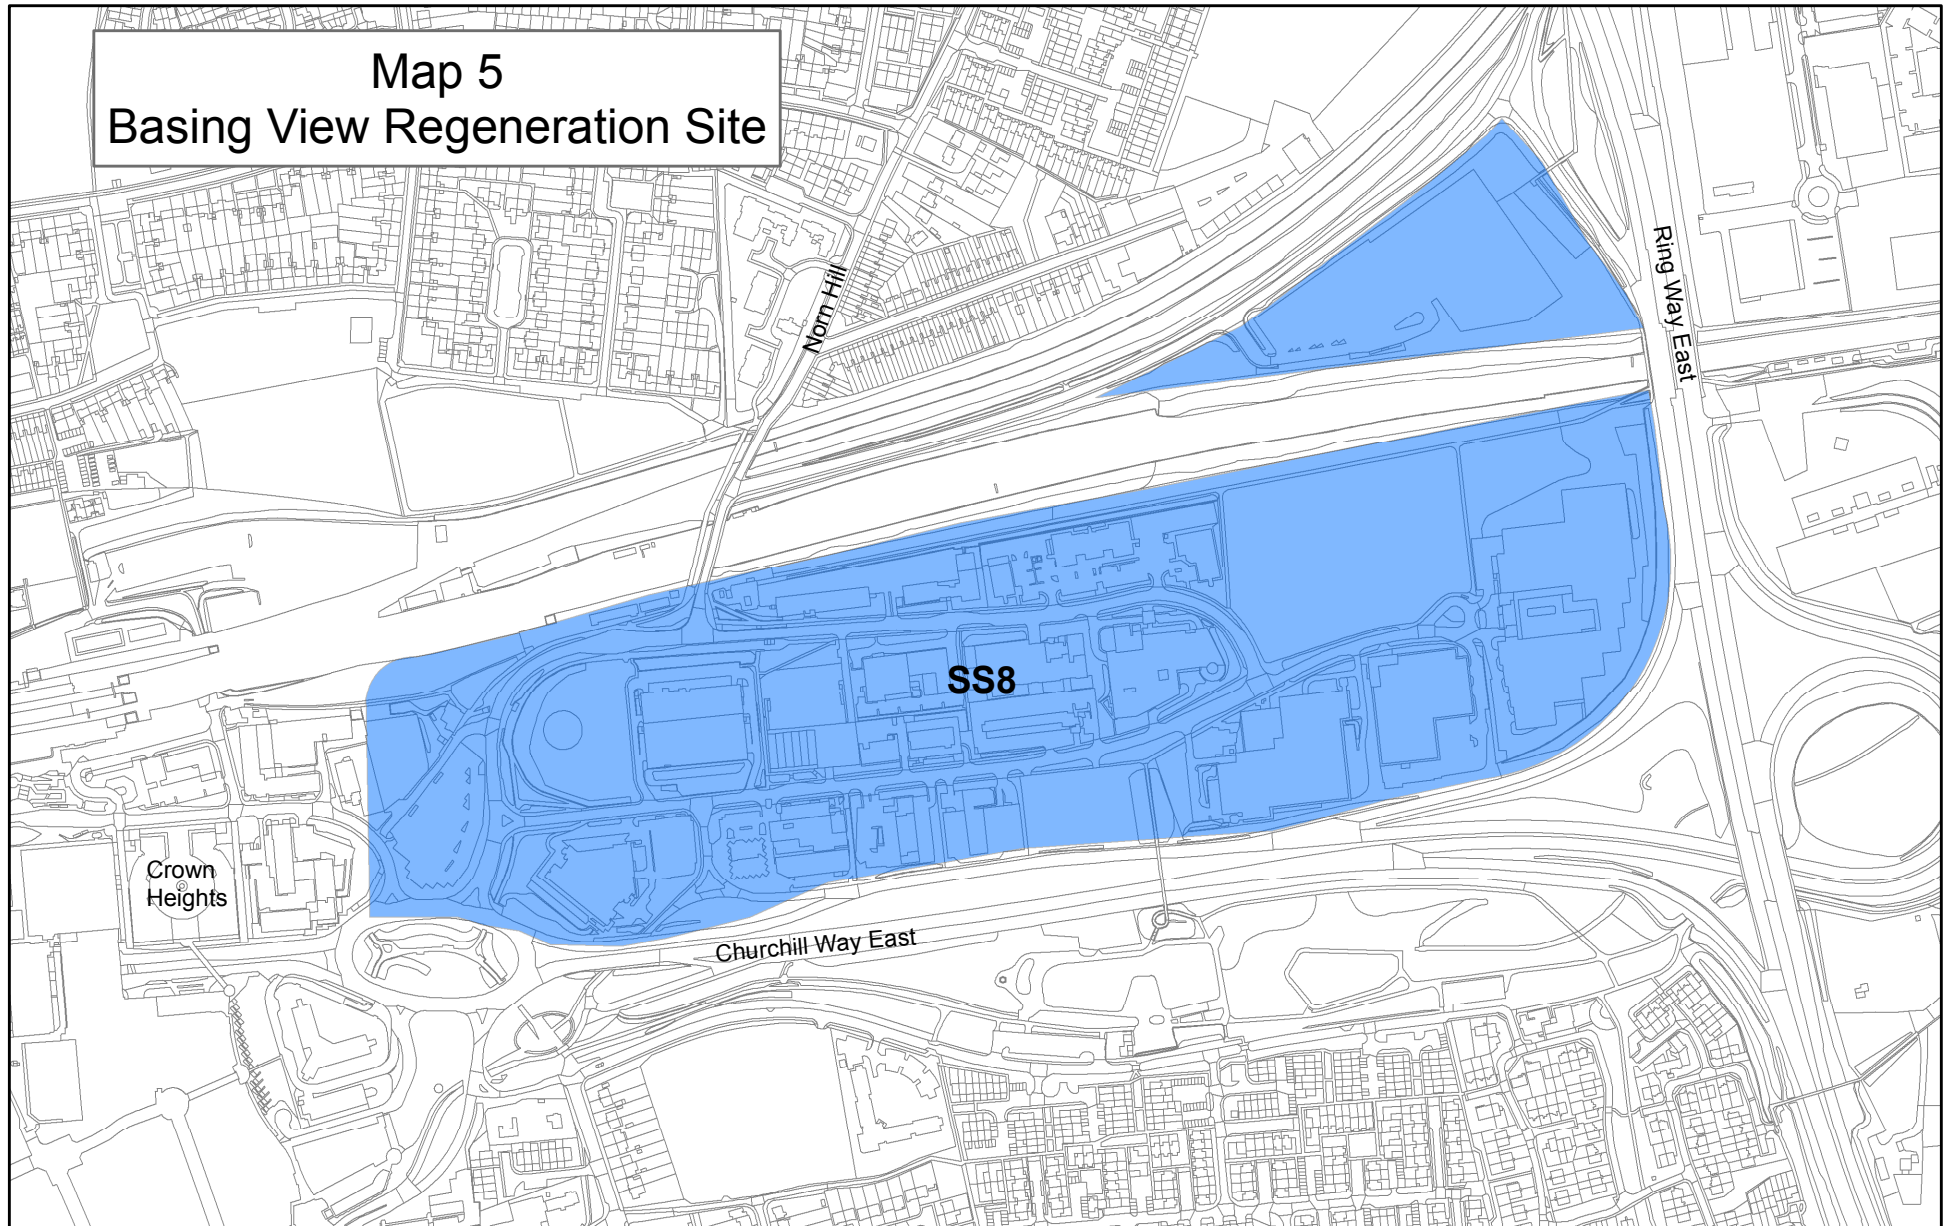 Map 5
Basing View Regeneration Site
Norn Hill
Ring Way East
SS8
Crown
Heights
Churchill Way East